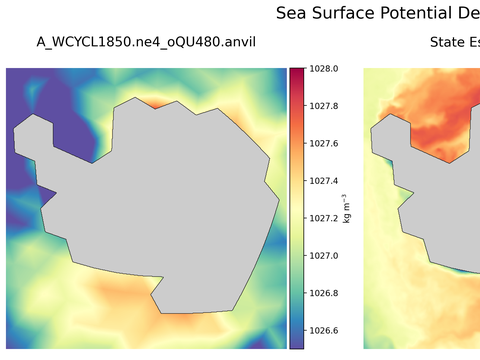 Sea Surface Potential De
A_WCYCL1850.ne4_oQU480.anvil
State Es
1028.0
1027.8
1027.6
1027.4
1027.2
1027.0
1026.8
1026.6
kg m⁻³